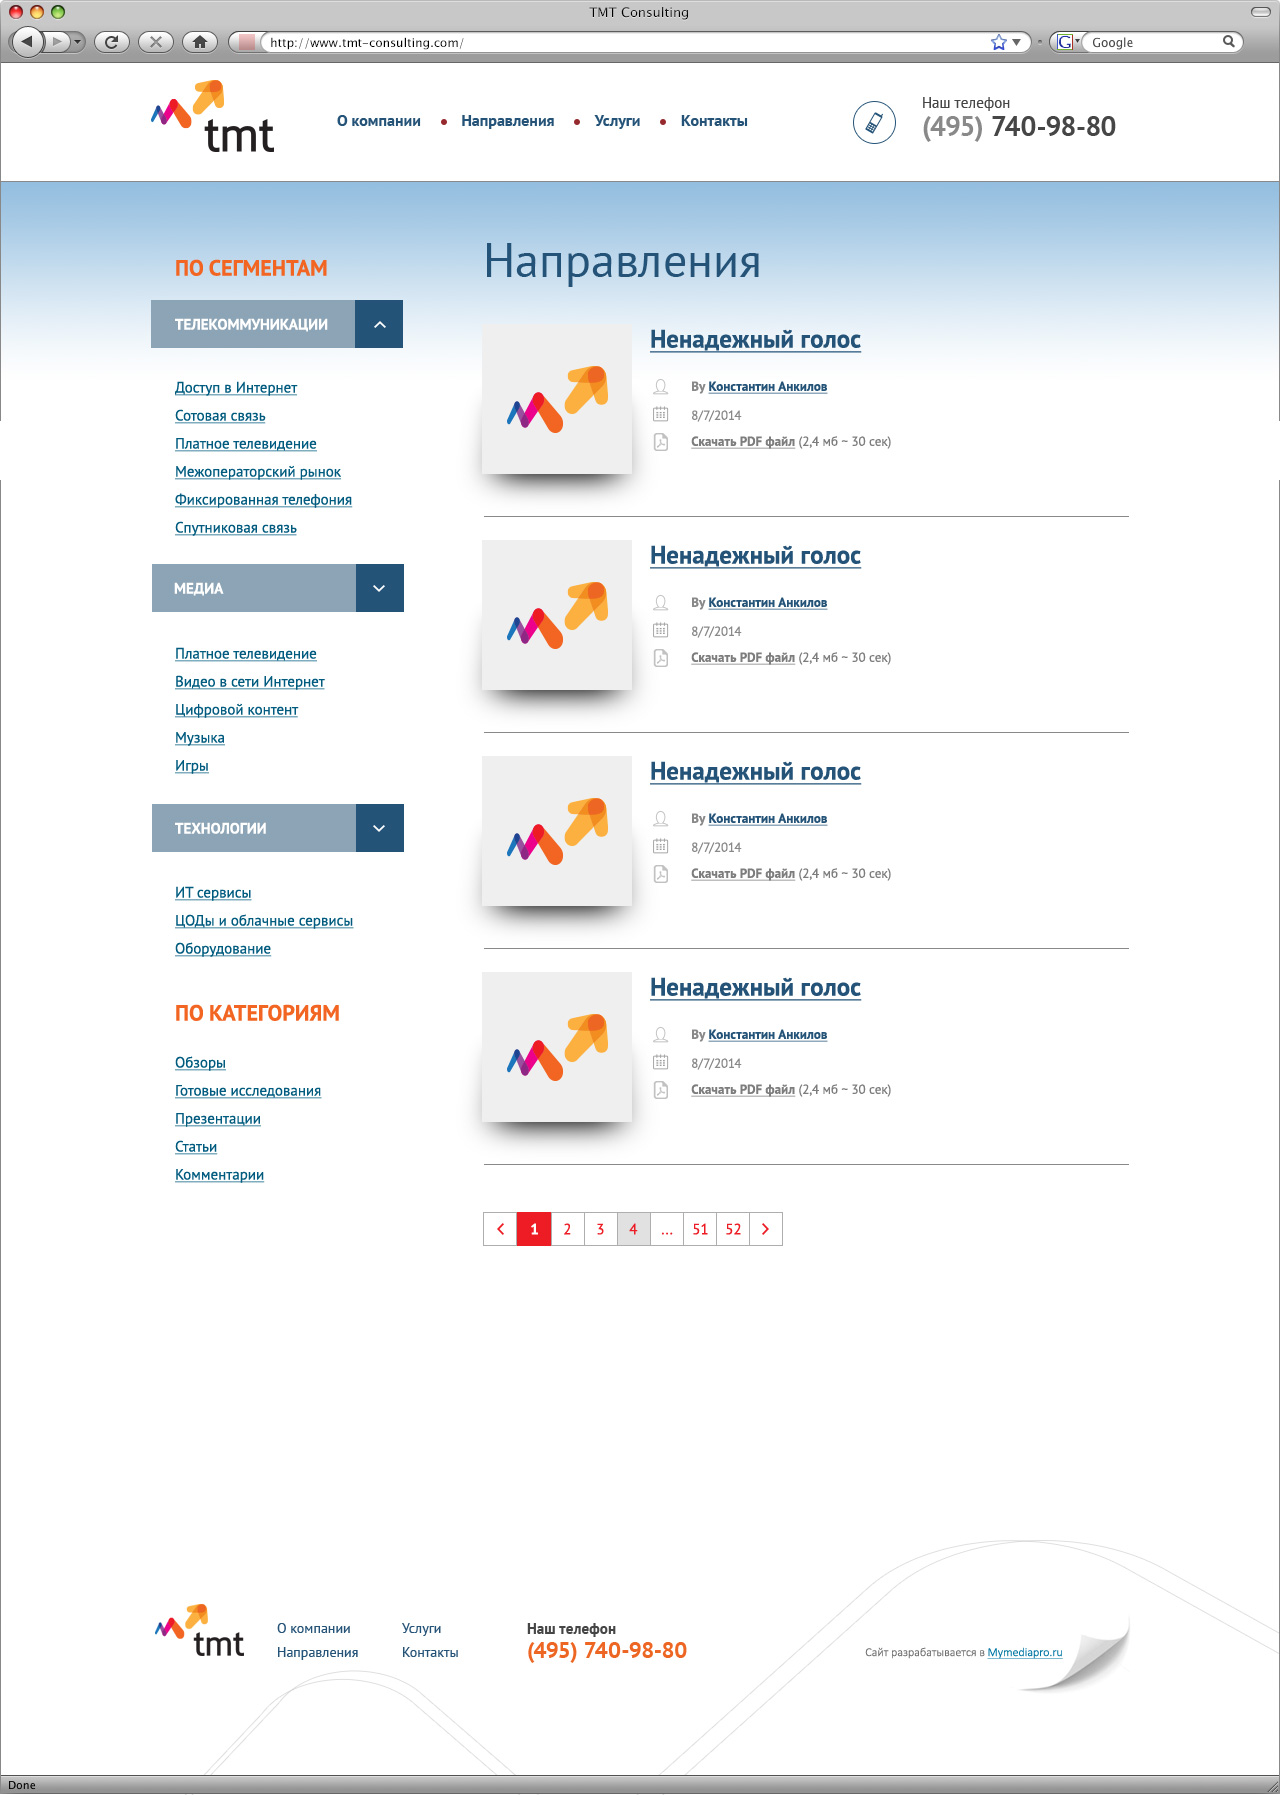 TMT Consulting
http://www.tmt-consulting.com/
G
Google
tmt
О компании
Направления
Услуги
Контакты
Наш телефон
(495) 740-98-80
Направления
ПО СЕГМЕНТАМ
ТЕЛЕКОММУНИКАЦИИ
Доступ в Интернет
Сотовая связь
Платное телевидение
Межоператорский рынок
Фиксированная телефония
Спутниковая связь
МЕДИА
Платное телевидение
Видео в сети Интернет
Цифровой контент
Музыка
Игры
ТЕХНОЛОГИИ
ИТ сервисы
ЦОДы и облачные сервисы
Оборудование
ПО КАТЕГОРИЯМ
Обзоры
Готовые исследования
Презентации
Статьи
Комментарии
Ненадежный голос
By Константин Анкилов
8/7/2014
Скачать PDF файл (2,4 мб ~ 30 сек)
Ненадежный голос
By Константин Анкилов
8/7/2014
Скачать PDF файл (2,4 мб ~ 30 сек)
Ненадежный голос
By Константин Анкилов
8/7/2014
Скачать PDF файл (2,4 мб ~ 30 сек)
Ненадежный голос
By Константин Анкилов
8/7/2014
Скачать PDF файл (2,4 мб ~ 30 сек)
1 2 3 4 ... 51 52
tmt
О компании
Направления
Услуги
Контакты
Наш телефон
(495) 740-98-80
Сайт разрабатывается в Mymediapro.ru
Done